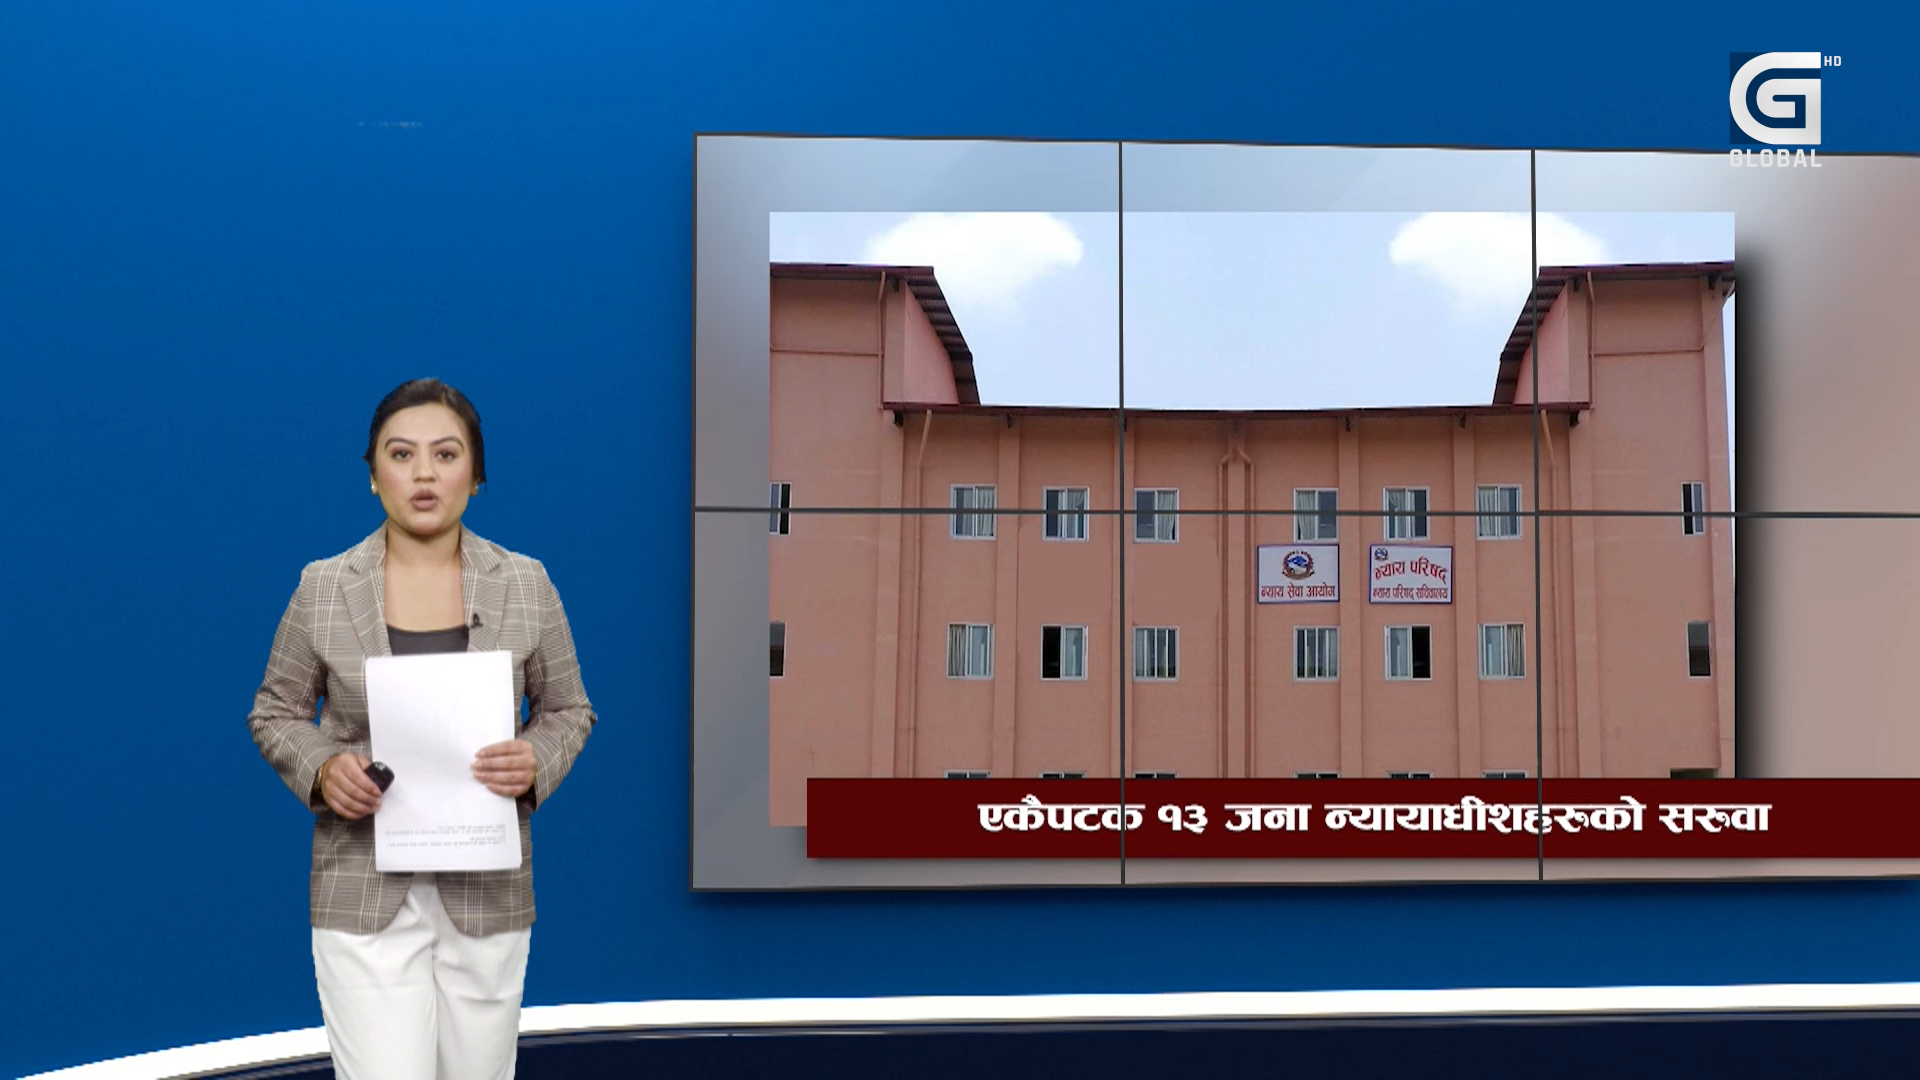 HD
GLOBAL
न्याय सेवा आयोग
न्याय परिषद्
न्याय परिषद् सचिवालय
एकैपटक १३ जना न्यायाधीशहरूको सरूवा